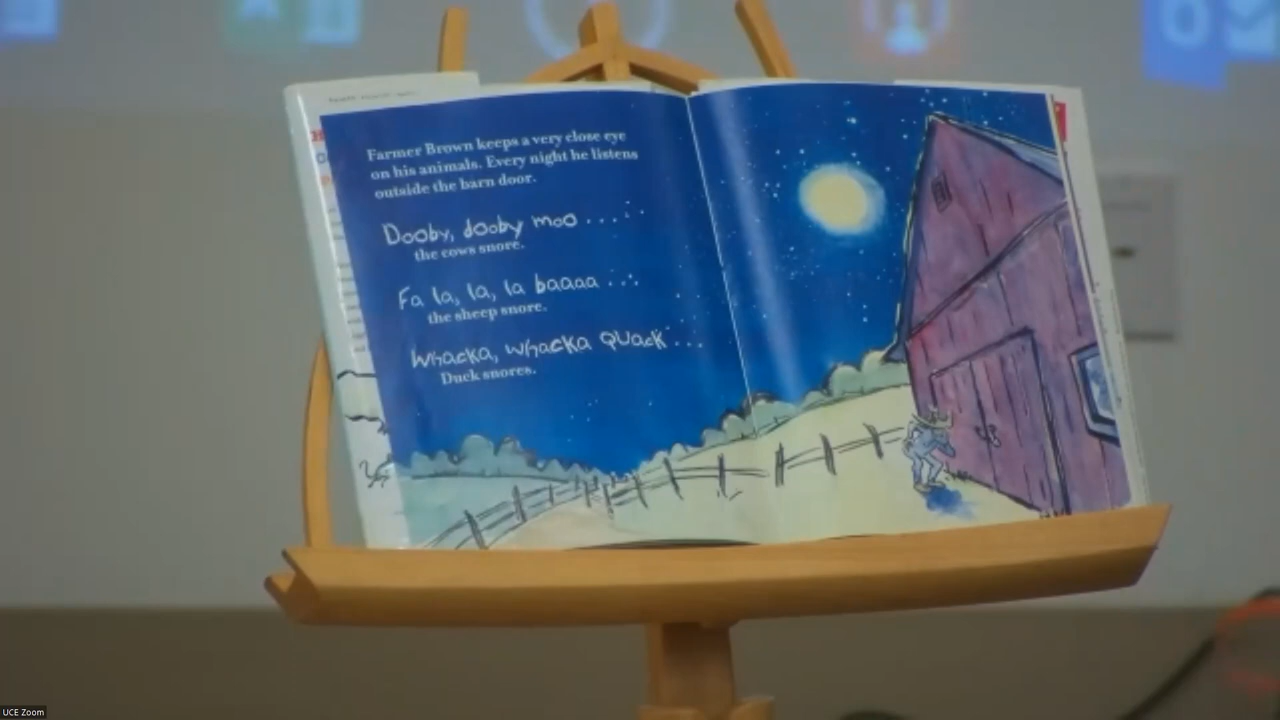 Farmer Brown keeps a very close eye
on his animals. Every night he listens
outside the barn door.
Dooby, dooby moo . . . . . .
the cows snore.
Fa la, la, la baaaa . . . .
the sheep snore.
Whacka, whacka Quack . . .
Duck snores.
UCE Zoom